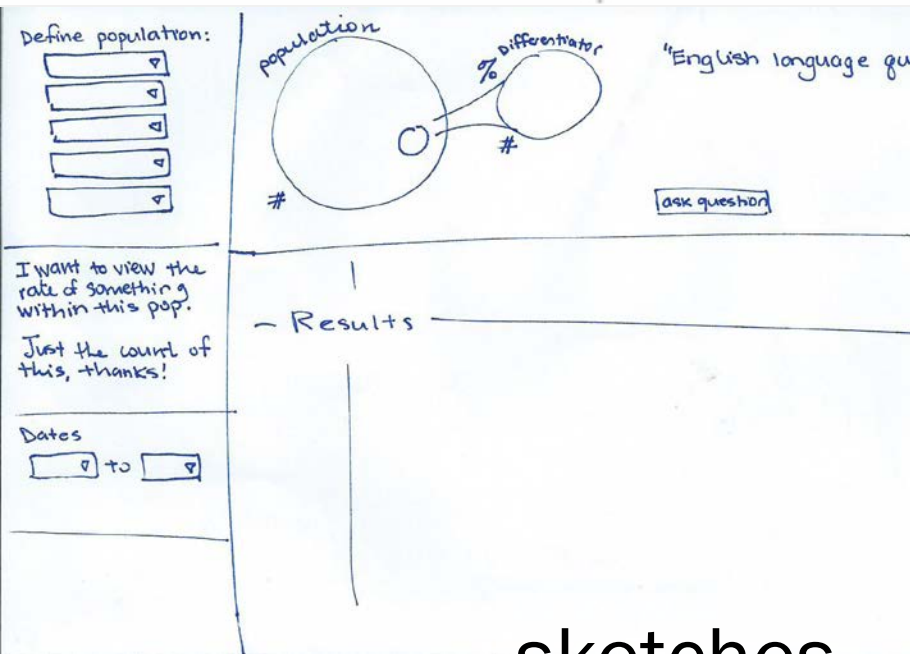 Define population:
I want to view the
rate of something
within this pop.
Just the count of
this, thanks!
Dates
to
population
#
%
Differentiator
#
"English language qu
ask question
- Results
sketches